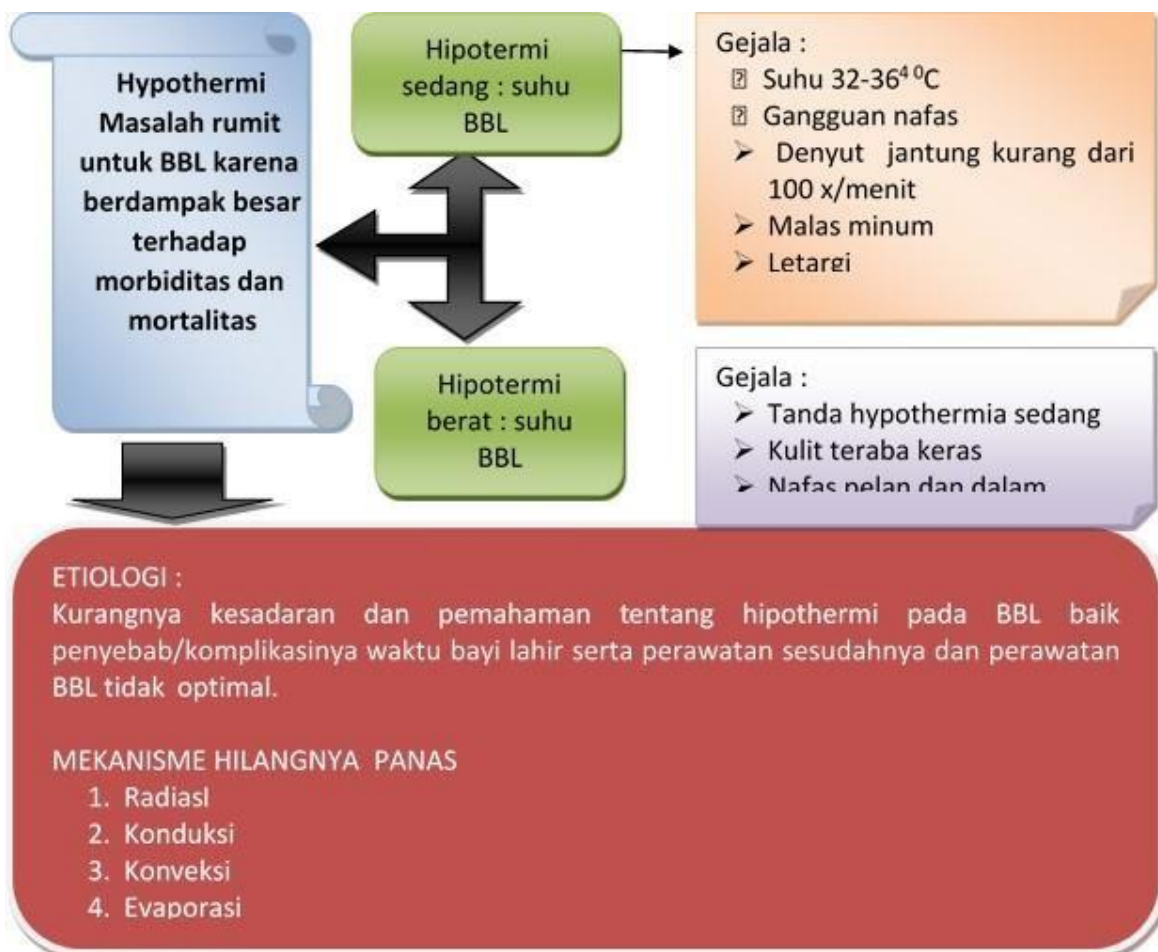 Hypothermi
Masalah rumit
untuk BBL karena
berdampak besar
terhadap
morbiditas dan
mortalitas
Hipotermi
sedang : suhu
BBL
Gejala :
Suhu 32-36⁴ ⁰C
Gangguan nafas
➢ Denyut jantung kurang dari
100 x/menit
➢ Malas minum
➢ Letargi
Hipotermi
berat : suhu
BBL
Gejala :
➢ Tanda hypothermia sedang
➢ Kulit teraba keras
➢ Nafas pelan dan dalam
ETIOLOGI :
Kurangnya kesadaran dan pemahaman tentang hipothermi pada BBL baik
penyebab/komplikasinya waktu bayi lahir serta perawatan sesudahnya dan perawatan
BBL tidak optimal.
MEKANISME HILANGNYA PANAS
1. RadiasI
2. Konduksi
3. Konveksi
4. Evaporasi